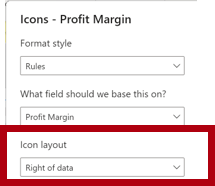 Icons - Profit Margin
Format style
Rules
What field should we base this on?
Profit Margin
Icon layout
Right of data